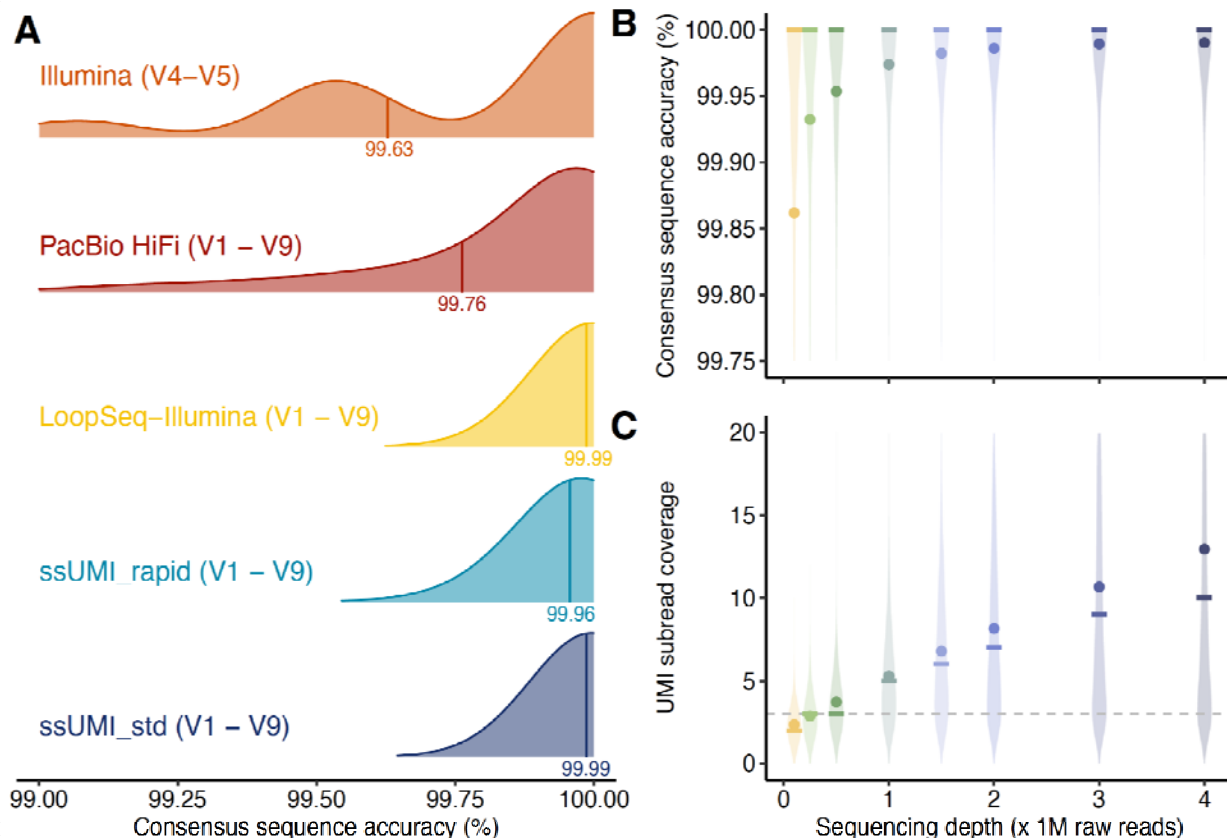 A
Illumina (V4–V5)
99.63
PacBio HiFi (V1 – V9)
99.76
LoopSeq–Illumina (V1 – V9)
99.99
ssUMI_rapid (V1 – V9)
99.96
ssUMI_std (V1 – V9)
99.99
99.00 99.25 99.50 99.75 100.00
Consensus sequence accuracy (%)
B
Consensus sequence accuracy (%)
100.00
99.95
99.90
99.85
99.80
99.75
C
UMI subread coverage
20
15
10
5
0
0 1 2 3 4
Sequencing depth (x 1M raw reads)